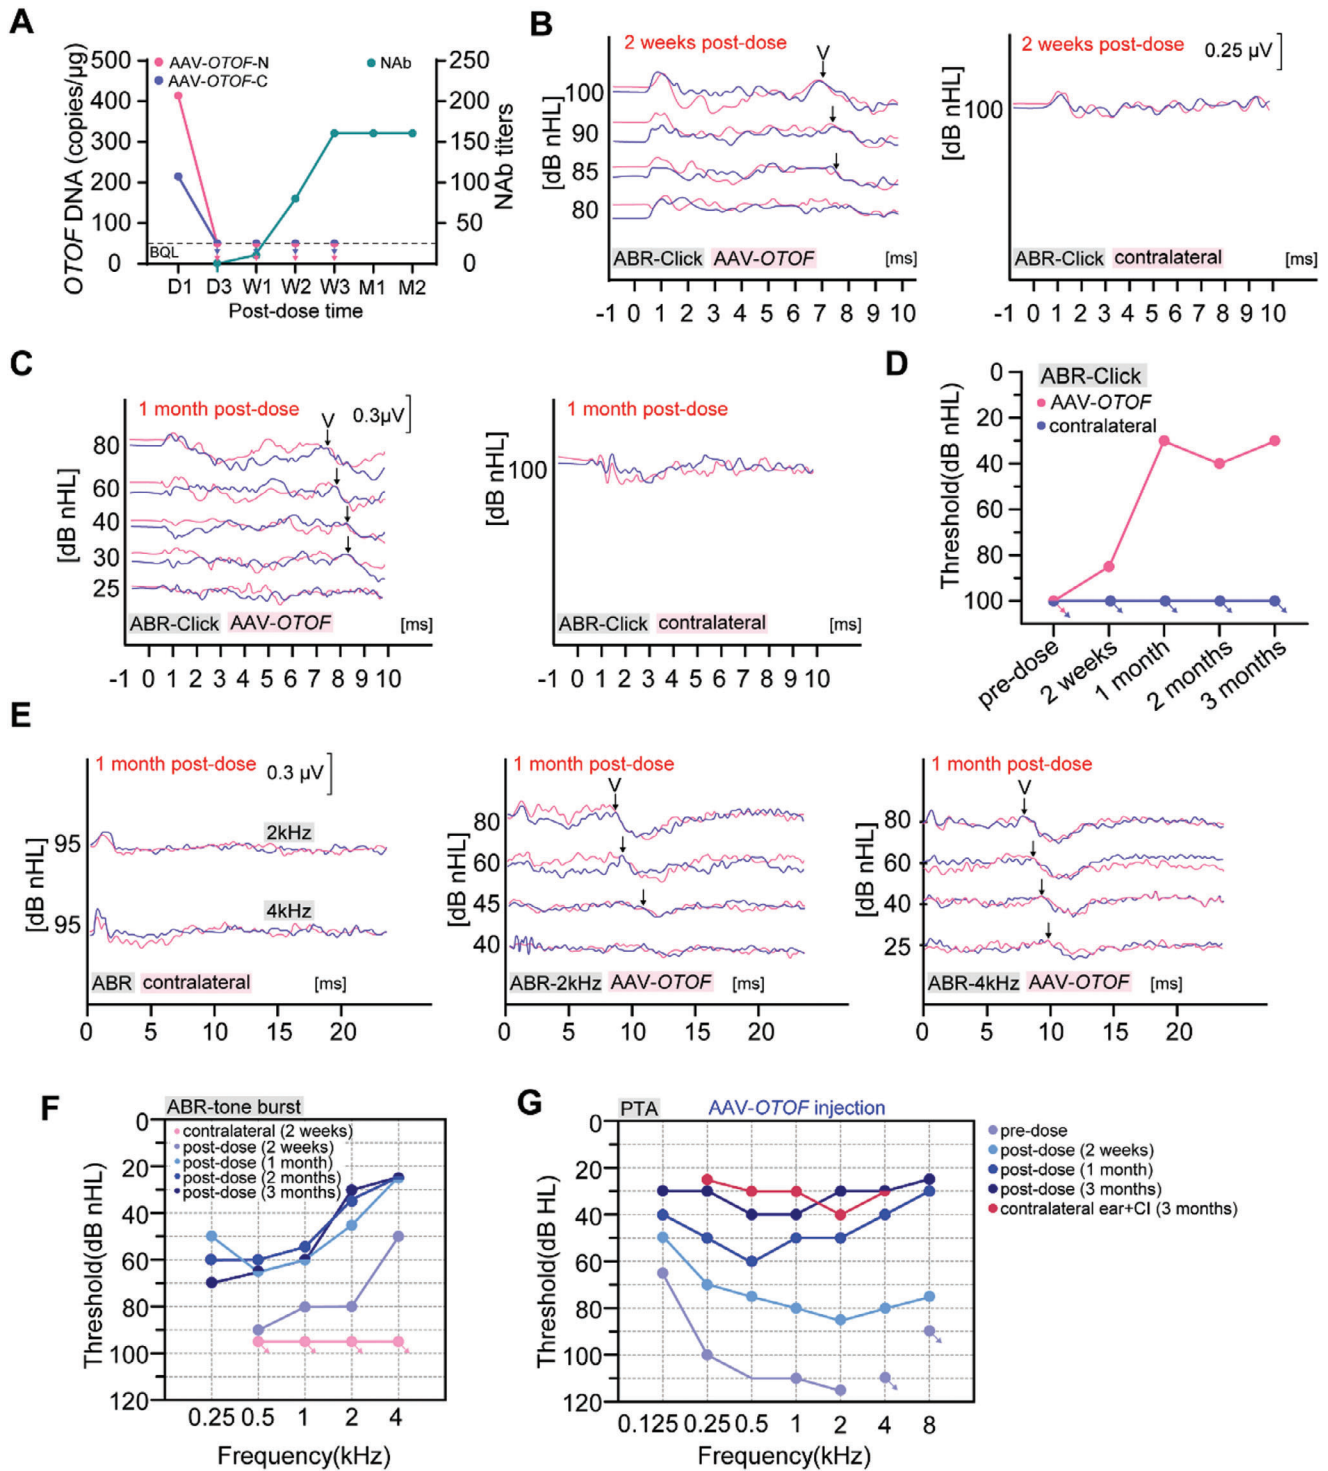 A
AAV-OTOF-N
AAV-OTOF-C
NAb
OTOF DNA (copies/µg)
500
400
300
200
100
0
BQL
250
200
150
100
50
0
NAb titers
D1 D3 W1 W2 W3 M1 M2
Post-dose time
B
2 weeks post-dose
V
[dB nHL]
100
90
85
80
[dB nHL]
ABR-Click AAV-OTOF [ms]
-1 0 1 2 3 4 5 6 7 8 9 10
2 weeks post-dose 0.25 µV
[dB nHL]
100
ABR-Click contralateral [ms]
-1 0 1 2 3 4 5 6 7 8 9 10
C
1 month post-dose
V 0.3µV
[dB nHL]
80
60
40
30
25
ABR-Click AAV-OTOF [ms]
-1 0 1 2 3 4 5 6 7 8 9 10
1 month post-dose
[dB nHL]
100
ABR-Click contralateral [ms]
-1 0 1 2 3 4 5 6 7 8 9 10
D
ABR-Click
AAV-OTOF
contralateral
Threshold(dB nHL)
0
20
40
60
80
100
pre-dose
2 weeks
1 month
2 months
3 months
E
1 month post-dose 0.3 µV
[dB nHL]
95 2kHz
95 4kHz
ABR contralateral [ms]
0 5 10 15 20
1 month post-dose
V
[dB nHL]
80
60
45
40
ABR-2kHz AAV-OTOF [ms]
0 5 10 15 20
1 month post-dose
V
[dB nHL]
80
60
40
25
ABR-4kHz AAV-OTOF [ms]
0 5 10 15 20
F
ABR-tone burst
contralateral (2 weeks)
post-dose (2 weeks)
post-dose (1 month)
post-dose (2 months)
post-dose (3 months)
Threshold(dB nHL)
0
20
40
60
80
100
120
0.25 0.5 1 2 4
Frequency(kHz)
G
PTA AAV-OTOF injection
Threshold(dB HL)
0
20
40
60
80
100
120
0.125 0.25 0.5 1 2 4 8
Frequency(kHz)
pre-dose
post-dose (2 weeks)
post-dose (1 month)
post-dose (3 months)
contralateral ear+CI (3 months)